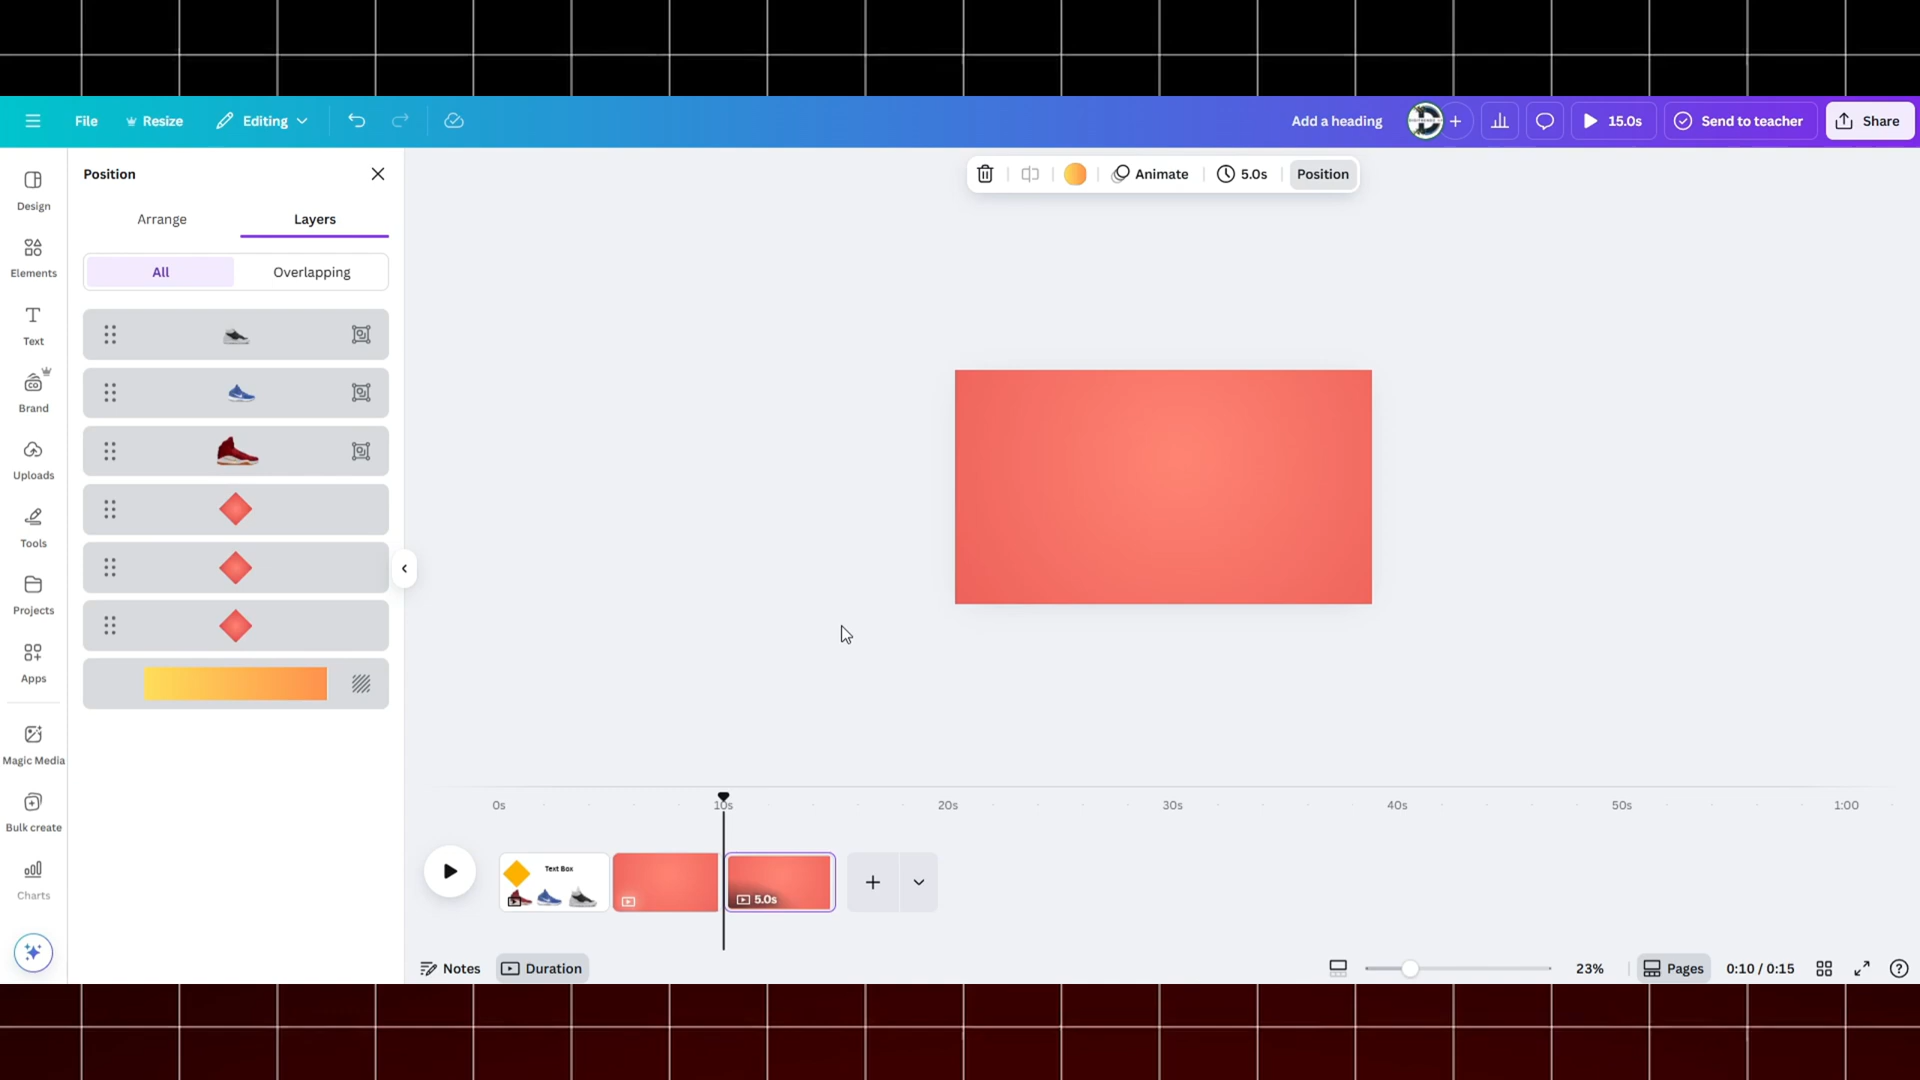 File
Resize
Editing
Add a heading
15.0s
Send to teacher
Share
Position
Arrange
Layers
All
Overlapping
Design
Elements
Text
Brand
Uploads
Tools
Projects
Apps
Magic Media
Bulk create
Charts
Animate
5.0s
Position
0s
10s
20s
30s
40s
50s
1:00
Text Box
5.0s
Notes
Duration
23%
Pages
0:10 / 0:15